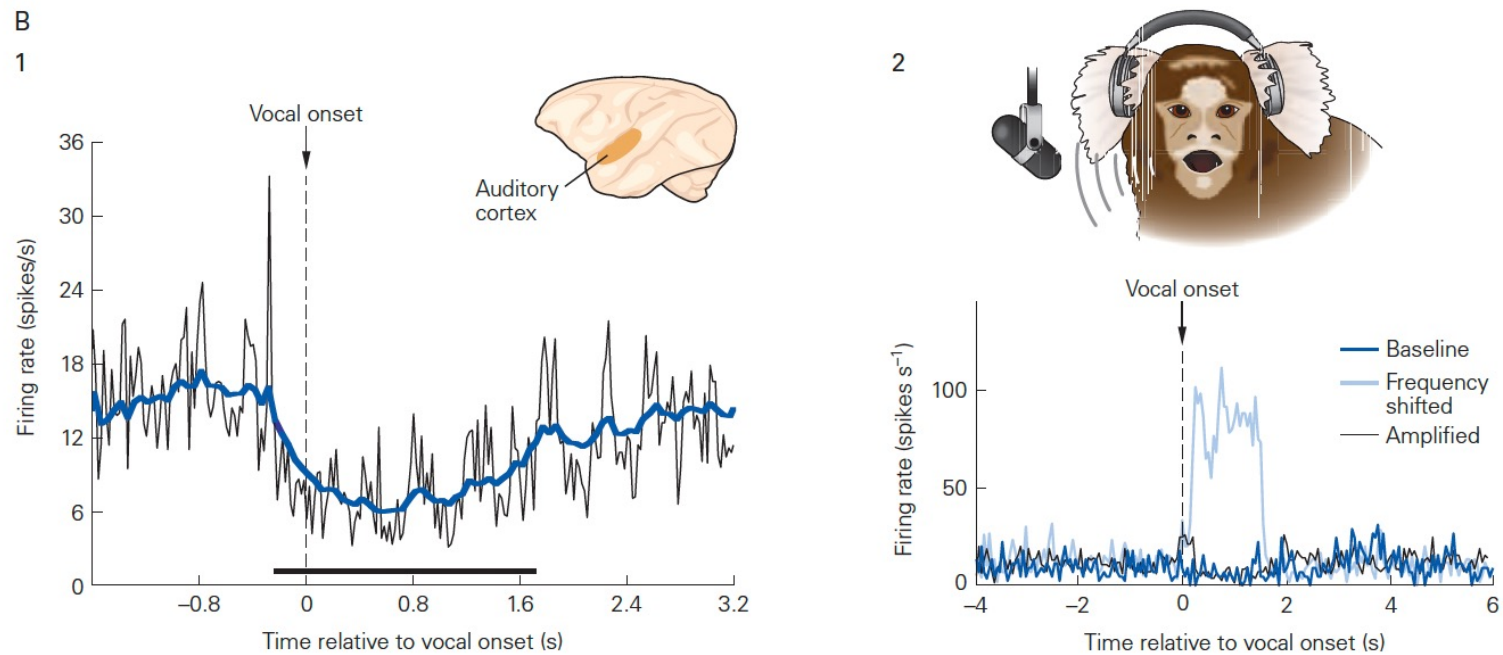 B
1
Vocal onset
36
30
24
18
12
6
0
Firing rate (spikes/s)
Auditory
cortex
–0.8
0
0.8
1.6
2.4
3.2
Time relative to vocal onset (s)
2
Vocal onset
100
50
0
Firing rate (spikes s⁻¹)
Baseline
Frequency
shifted
Amplified
–4
–2
0
2
4
6
Time relative to vocal onset (s)